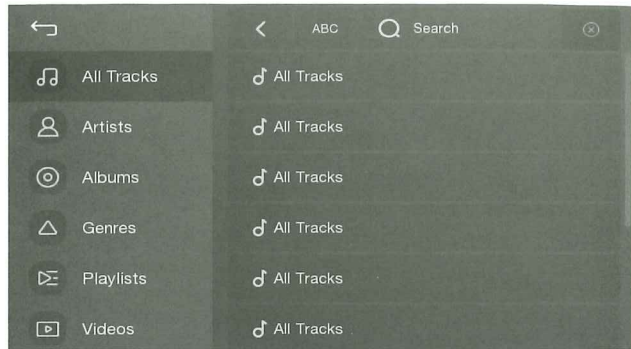 ABC Search
All Tracks
Artists
Albums
Genres
Playlists
Videos
All Tracks
All Tracks
All Tracks
All Tracks
All Tracks
All Tracks